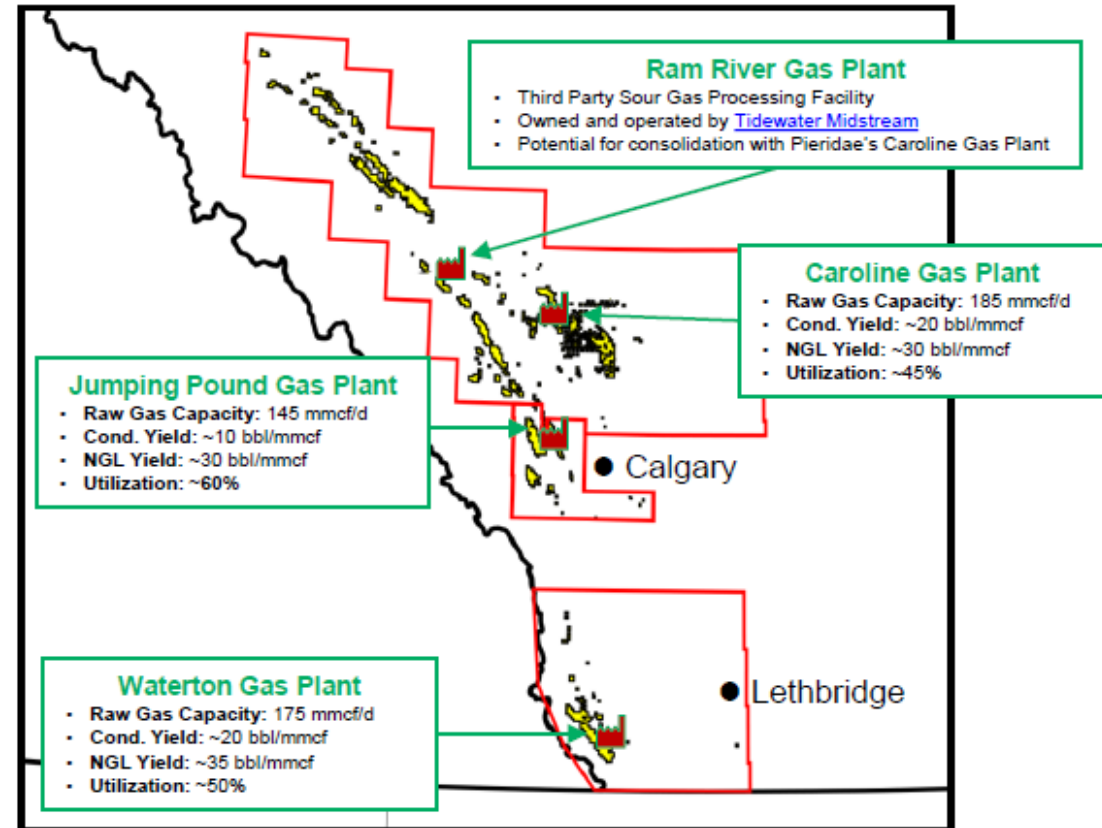 Ram River Gas Plant
• Third Party Sour Gas Processing Facility
• Owned and operated by Tidewater Midstream
• Potential for consolidation with Pieridae's Caroline Gas Plant
Caroline Gas Plant
• Raw Gas Capacity: 185 mmcf/d
• Cond. Yield: ~20 bbl/mmcf
• NGL Yield: ~30 bbl/mmcf
• Utilization: ~45%
Jumping Pound Gas Plant
• Raw Gas Capacity: 145 mmcf/d
• Cond. Yield: ~10 bbl/mmcf
• NGL Yield: ~30 bbl/mmcf
• Utilization: ~60%
Calgary
Waterton Gas Plant
• Raw Gas Capacity: 175 mmcf/d
• Cond. Yield: ~20 bbl/mmcf
• NGL Yield: ~35 bbl/mmcf
• Utilization: ~50%
Lethbridge